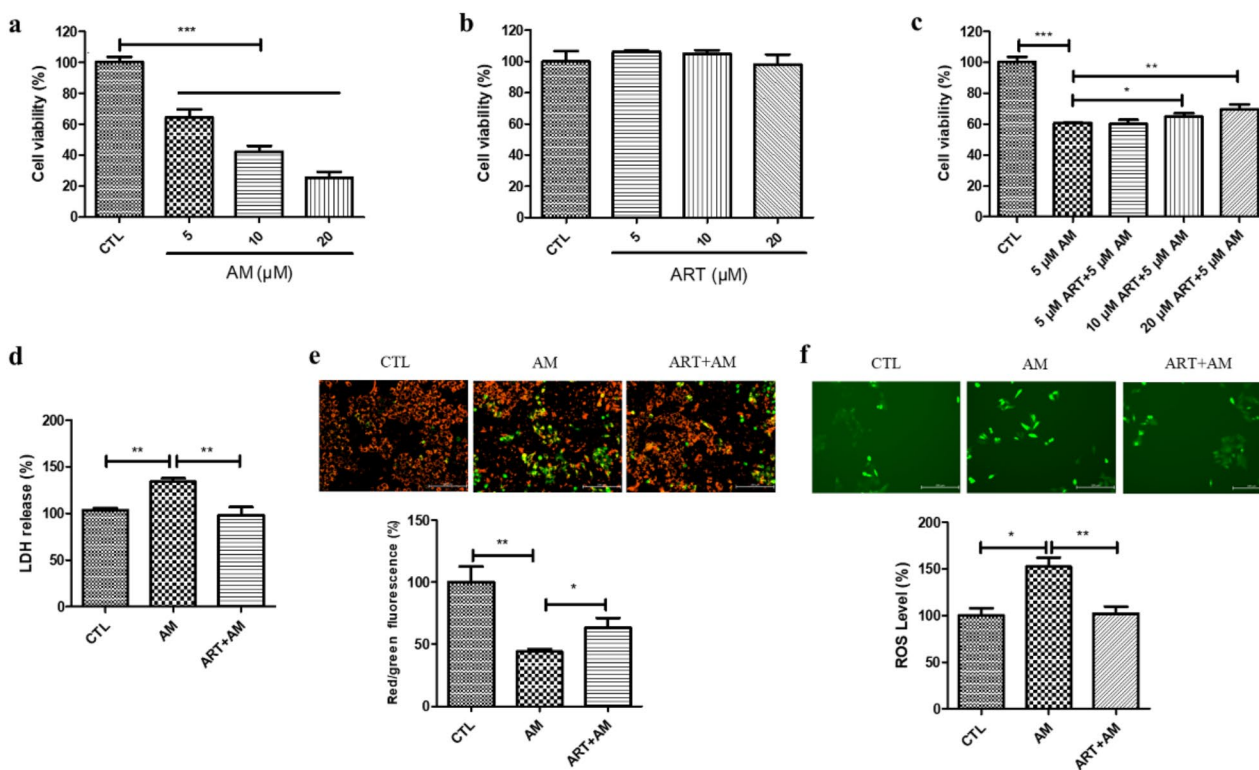 a
Cell viability (%)
120
100
80
60
40
20
0
***
CTL
5
10
20
AM (μM)
b
Cell viability (%)
120
100
80
60
40
20
0
CTL
5
10
20
ART (μM)
c
Cell viability (%)
120
100
80
60
40
20
0
***
**
*
CTL
5 μM AM
5 μM ART+5 μM AM
10 μM ART+5 μM AM
20 μM ART+5 μM AM
d
LDH release (%)
200
150
100
50
0
**
**
CTL
AM
ART+AM
e
CTL
AM
ART+AM
Red/green fluorescence (%)
150
100
50
0
**
*
CTL
AM
ART+AM
f
CTL
AM
ART+AM
ROS Level (%)
200
150
100
50
0
*
**
CTL
AM
ART+AM